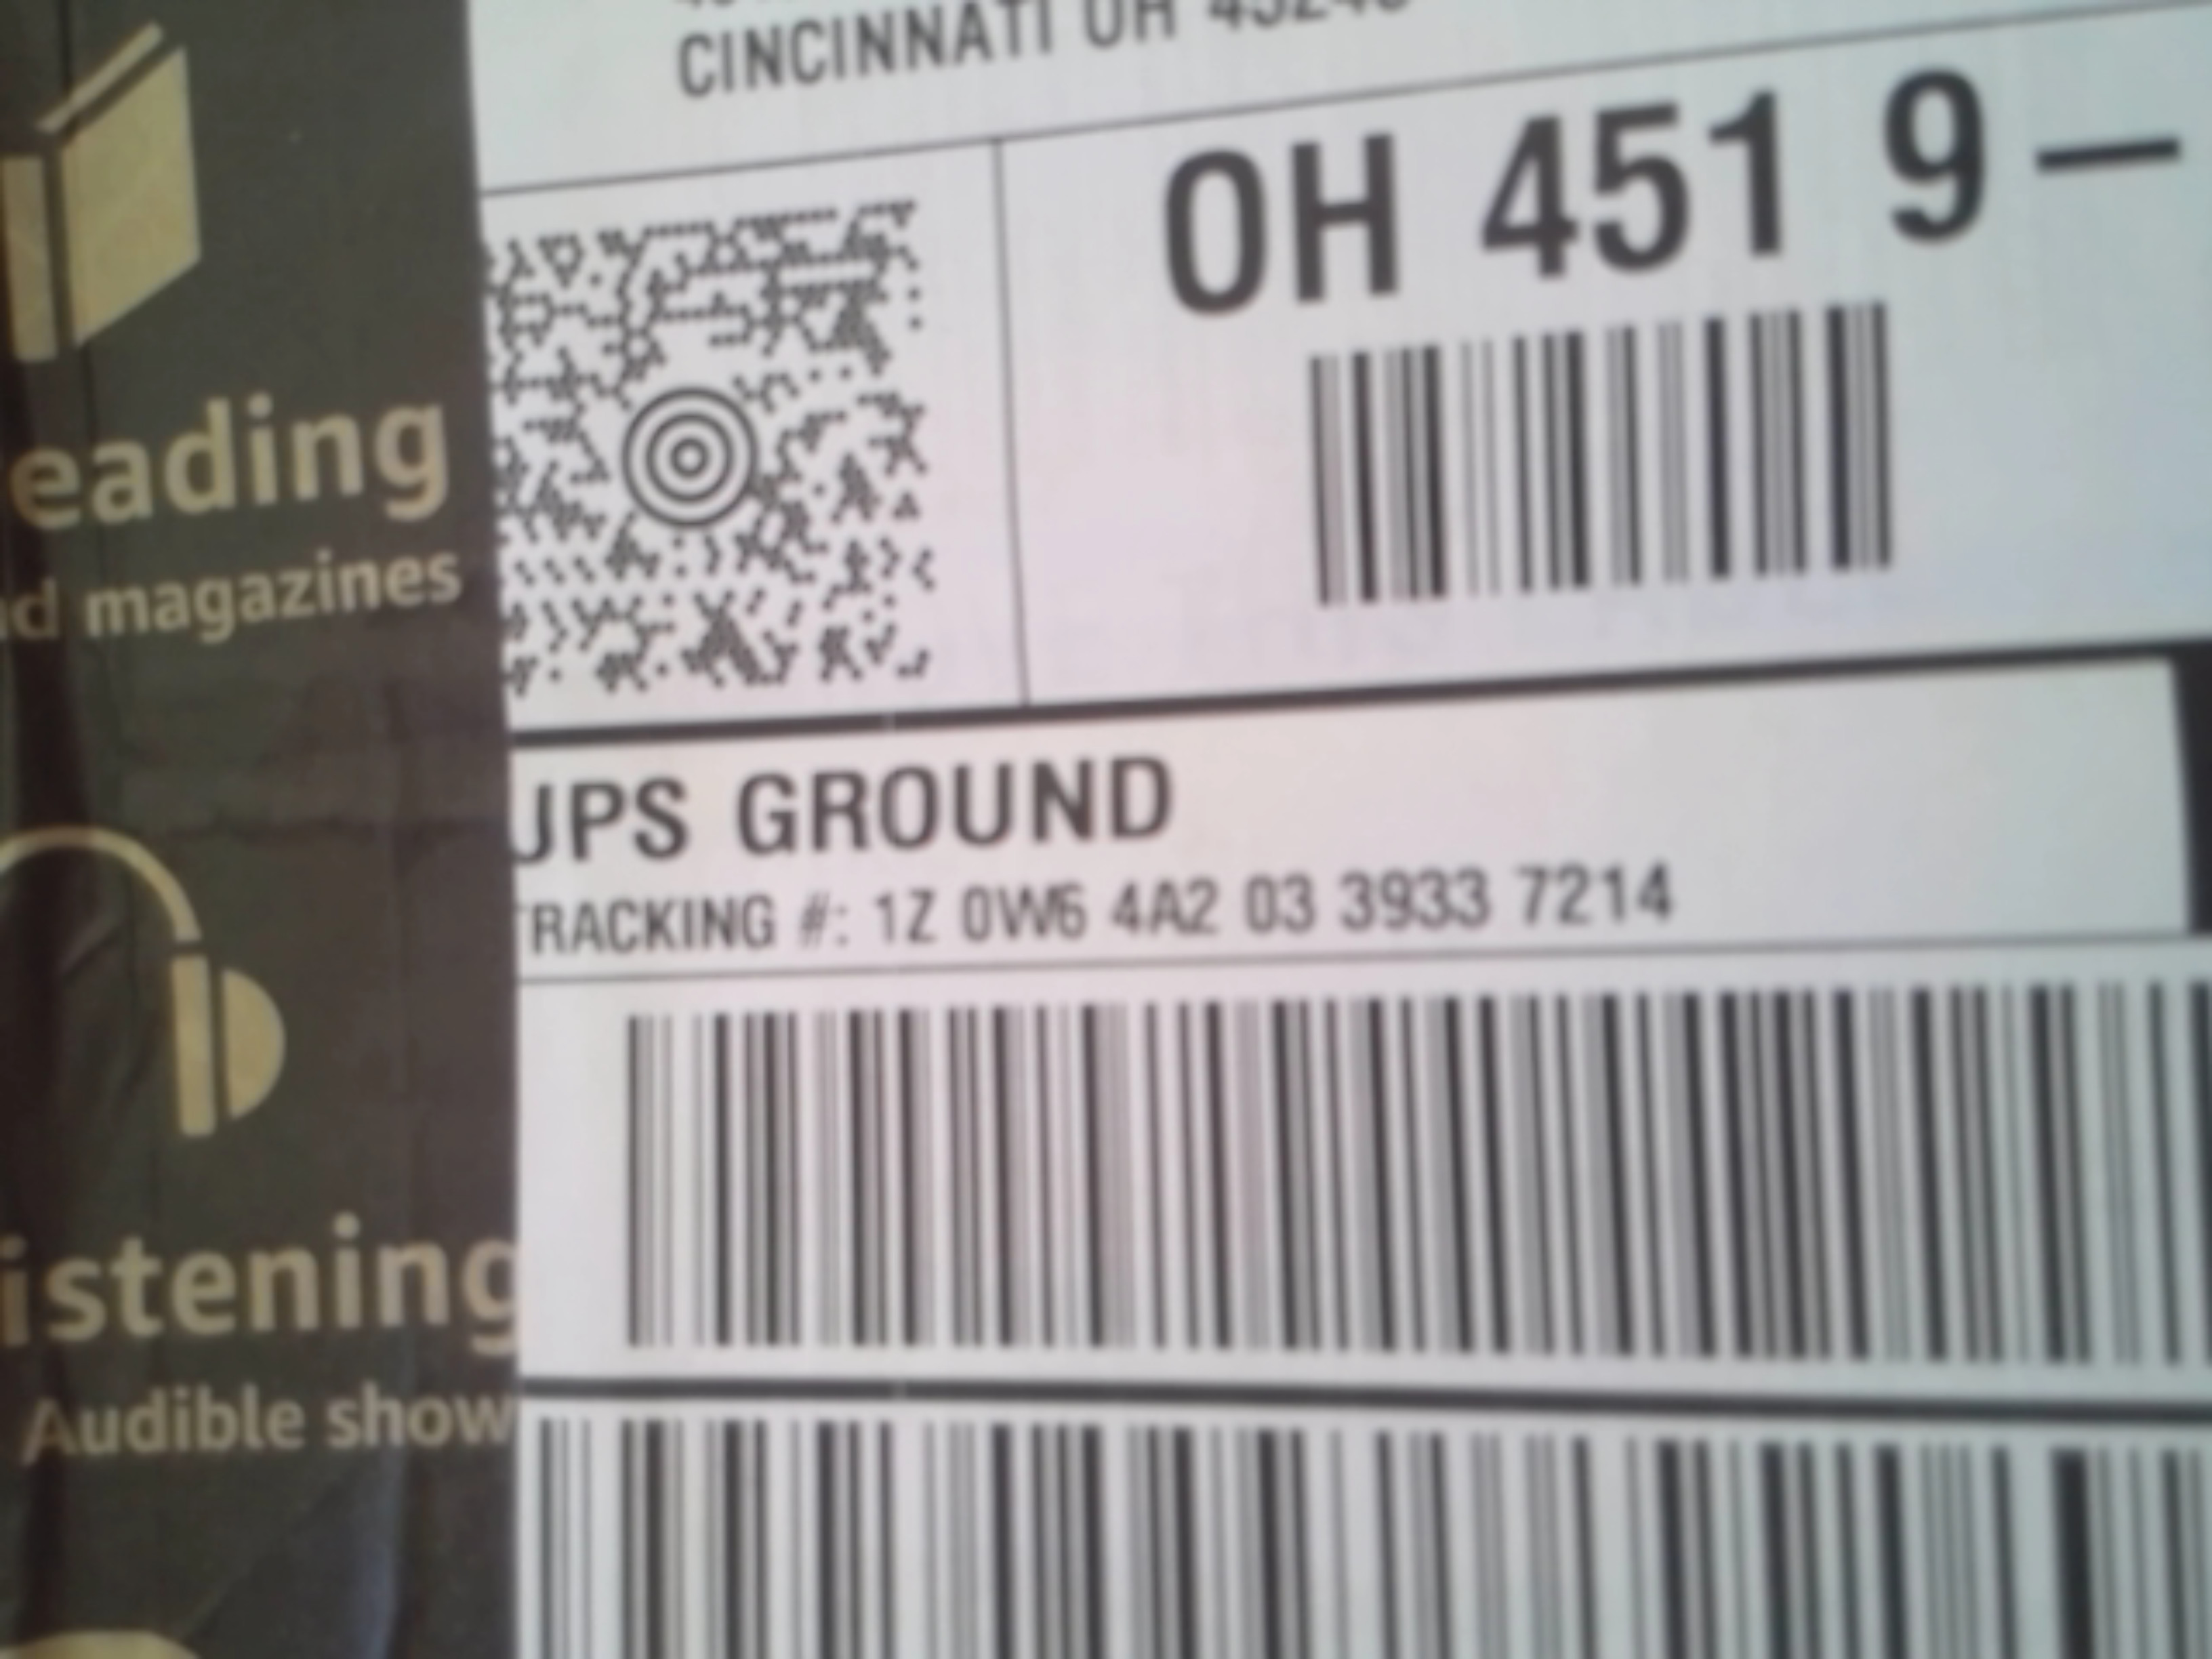 CINCINNATI OH
OH 451 9-
UPS GROUND
TRACKING #: 1Z 0W6 4A2 03 3933 7214
eading
nd magazines
istening
Audible show